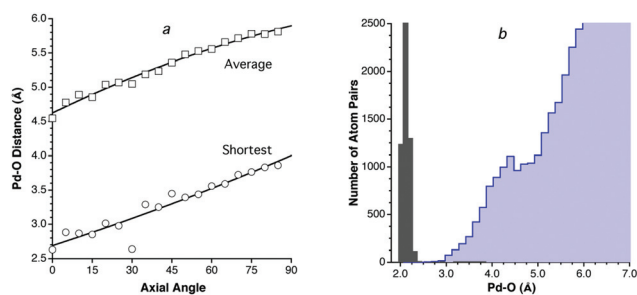 a
6.0
5.5
5.0
4.5
4.0
3.5
3.0
2.5
Pd-O Distance (Å)
Average
Shortest
0 15 30 45 60 75 90
Axial Angle
b
2500
2000
1500
1000
500
0
Number of Atom Pairs
2.0 3.0 4.0 5.0 6.0 7.0
Pd-O (Å)